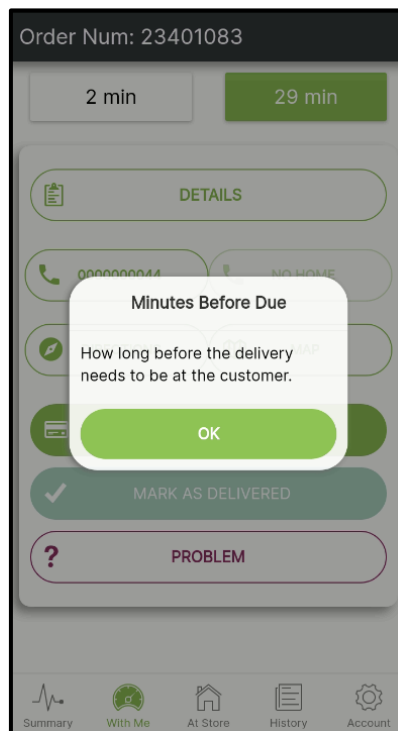 Order Num: 23401083
2 min
29 min
DETAILS
0000000044
NO HOME
Minutes Before Due
How long before the delivery
needs to be at the customer.
MAP
OK
MARK AS DELIVERED
? PROBLEM
Summary
With Me
At Store
History
Account